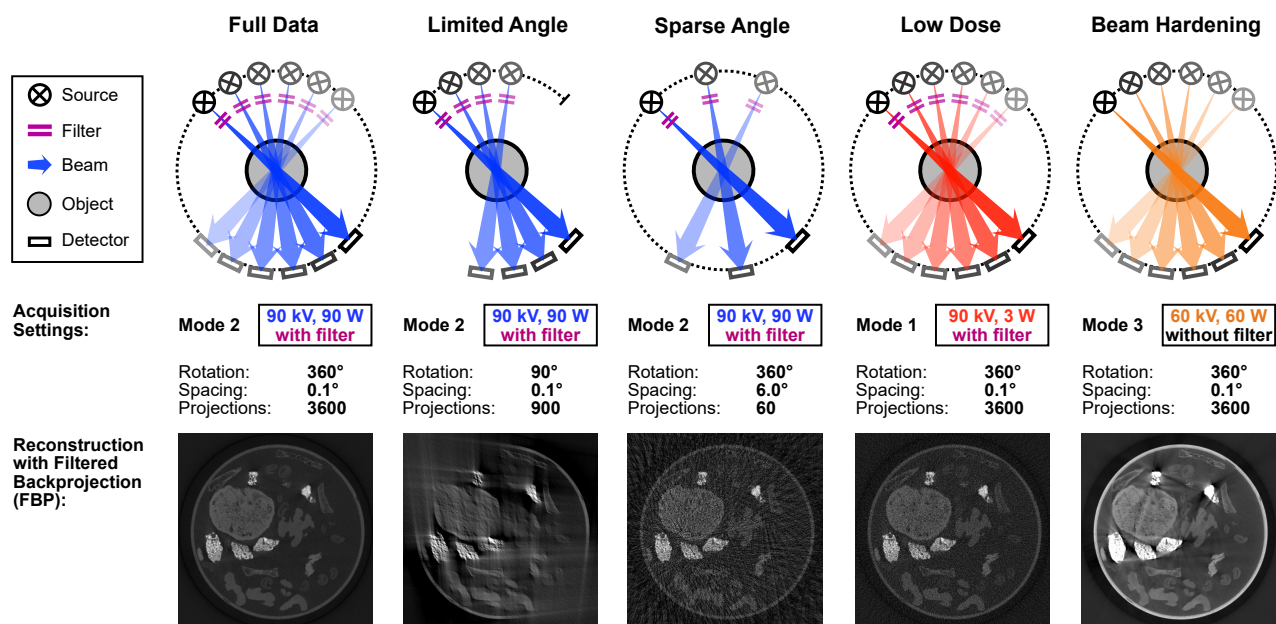 Full Data
Limited Angle
Sparse Angle
Low Dose
Beam Hardening
Source
Filter
Beam
Object
Detector
Acquisition
Settings:
Mode 2
90 kV, 90 W
with filter
Mode 2
90 kV, 90 W
with filter
Mode 2
90 kV, 90 W
with filter
Mode 1
90 kV, 3 W
with filter
Mode 3
60 kV, 60 W
without filter
Rotation: 360°
Spacing: 0.1°
Projections: 3600
Rotation: 90°
Spacing: 0.1°
Projections: 900
Rotation: 360°
Spacing: 6.0°
Projections: 60
Rotation: 360°
Spacing: 0.1°
Projections: 3600
Rotation: 360°
Spacing: 0.1°
Projections: 3600
Reconstruction
with Filtered
Backprojection
(FBP):